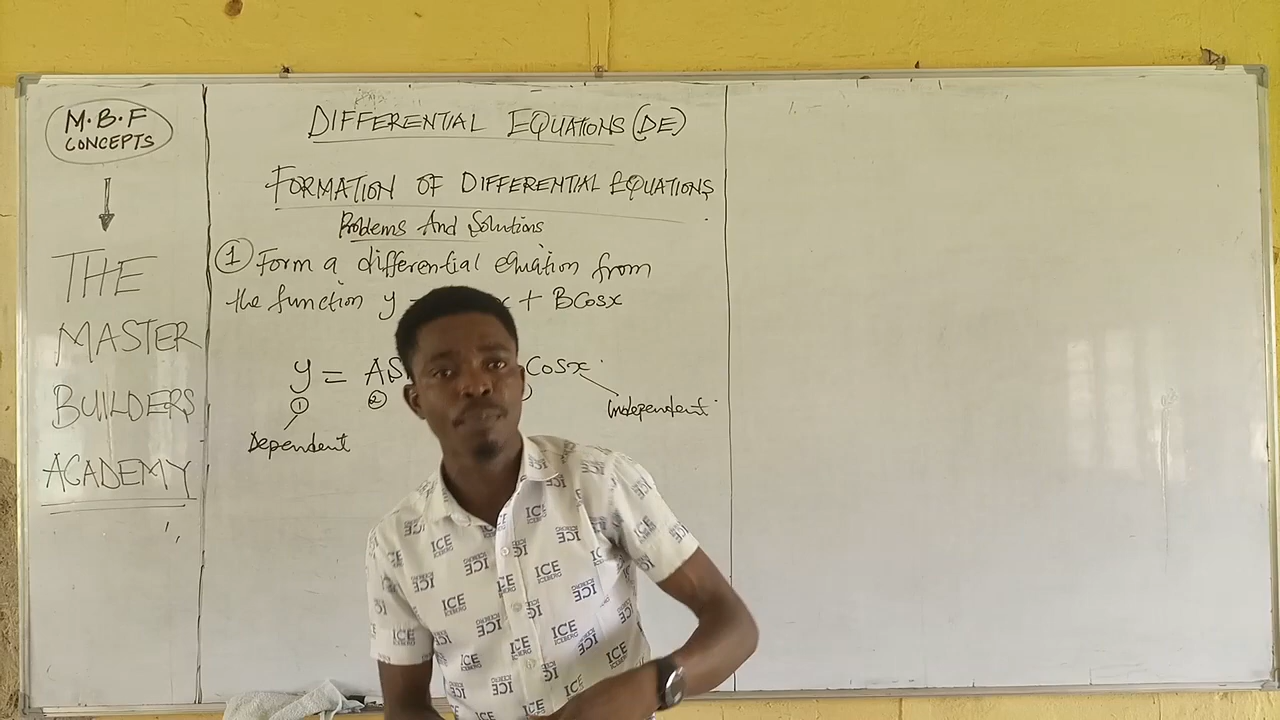 M.B.F
CONCEPTS
THE
MASTER
BUILDERS
ACADEMY
DIFFERENTIAL EQUATIONS (DE)
FORMATION OF DIFFERENTIAL EQUATIONS
Problems And Solutions
① Form a differential equation from
the function y x + BCosx
y = AS Cosx
① ②
Dependent
independent
ICE
ICEBERG